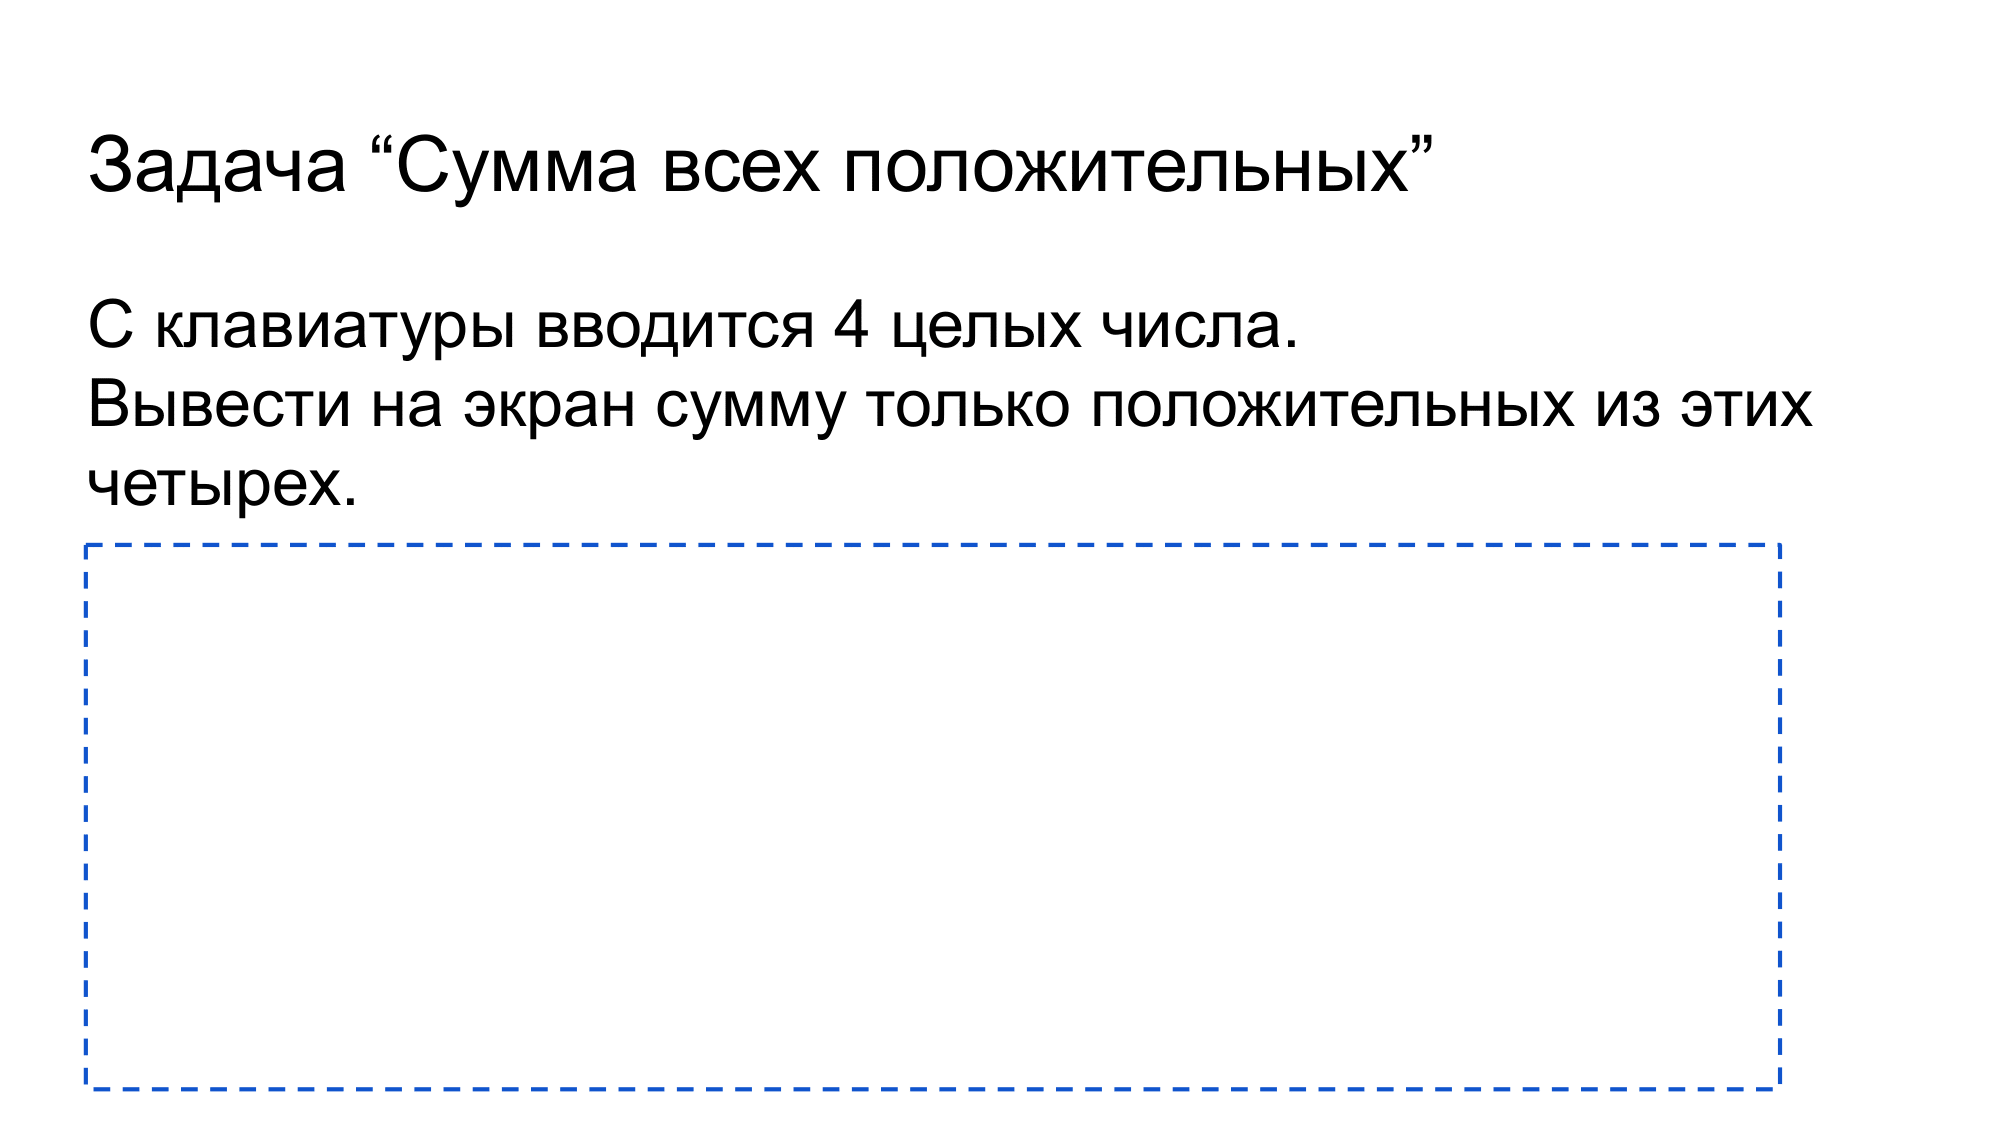 Задача “Сумма всех положительных”
С клавиатуры вводится 4 целых числа.
Вывести на экран сумму только положительных из этих
четырех.